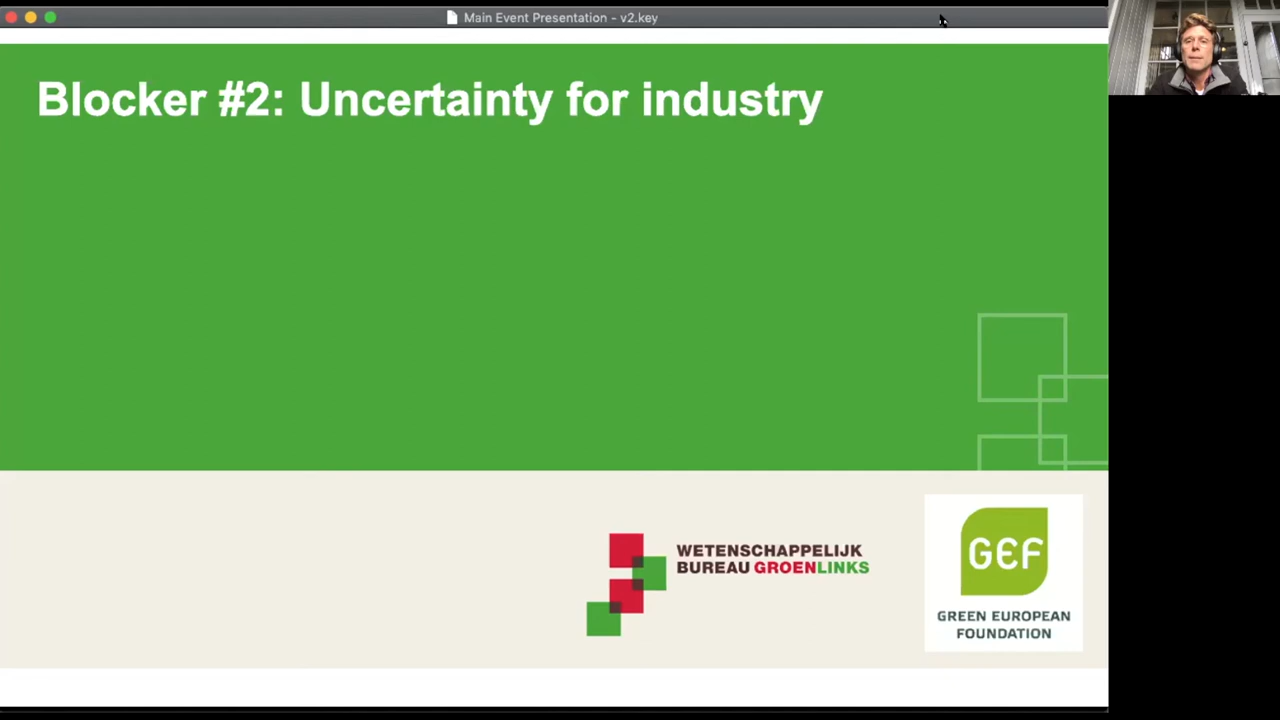 Main Event Presentation - v2.key
Blocker #2: Uncertainty for industry
WETENSCHAPPELIJK
BUREAU GROENLINKS
GEF
GREEN EUROPEAN
FOUNDATION